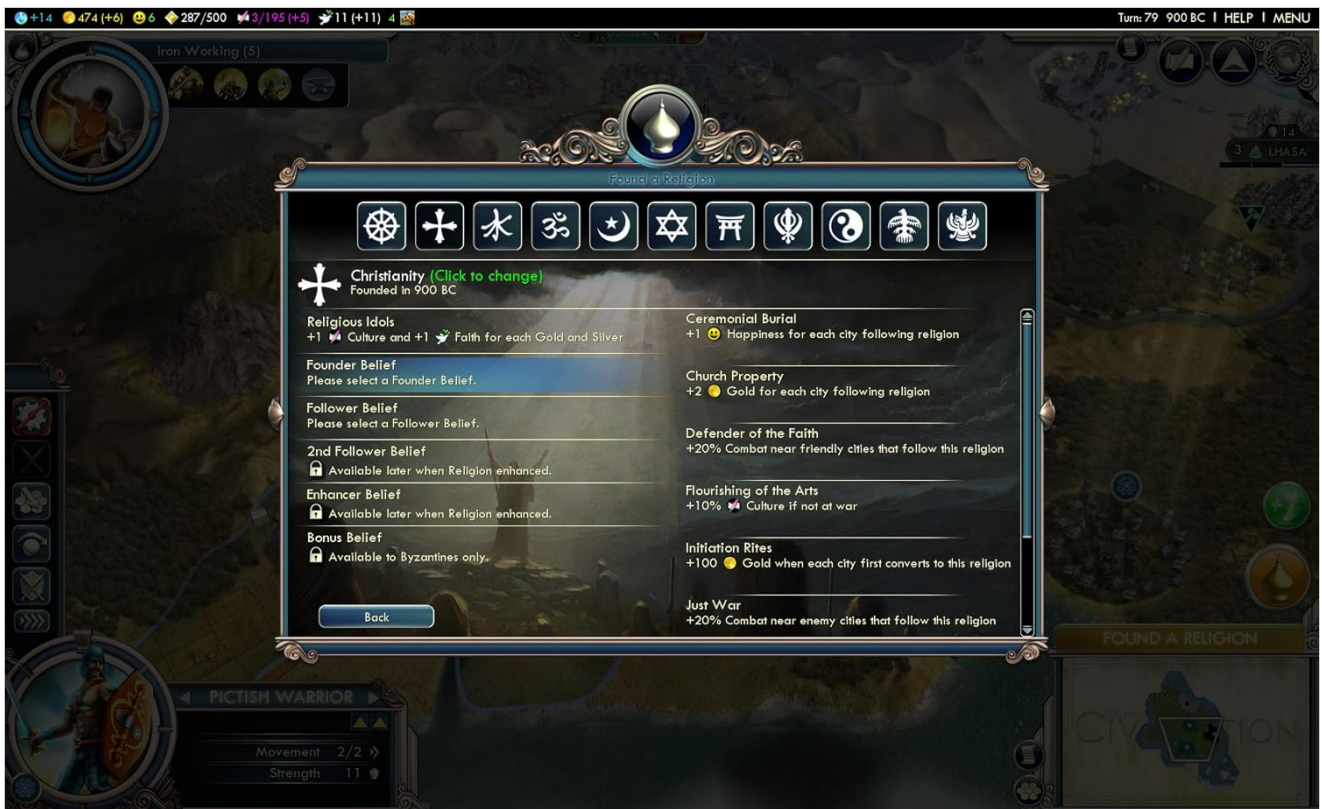 +14 474 (+6) 6 287/500 3/195 (+5) 11 (+11) 4
Turn: 79 900 BC | HELP | MENU
Iron Working (5)
14
3 LHASA
Found a Religion
Christianity (Click to change)
Founded in 900 BC
Religious Idols
+1 Culture and +1 Faith for each Gold and Silver
Founder Belief
Please select a Founder Belief.
Follower Belief
Please select a Follower Belief.
2nd Follower Belief
Available later when Religion enhanced.
Enhancer Belief
Available later when Religion enhanced.
Bonus Belief
Available to Byzantines only.
Back
Ceremonial Burial
+1 Happiness for each city following religion
Church Property
+2 Gold for each city following religion
Defender of the Faith
+20% Combat near friendly cities that follow this religion
Flourishing of the Arts
+10% Culture if not at war
Initiation Rites
+100 Gold when each city first converts to this religion
Just War
+20% Combat near enemy cities that follow this religion
FOUND A RELIGION
PICTISH WARRIOR
Movement 2/2
Strength 11